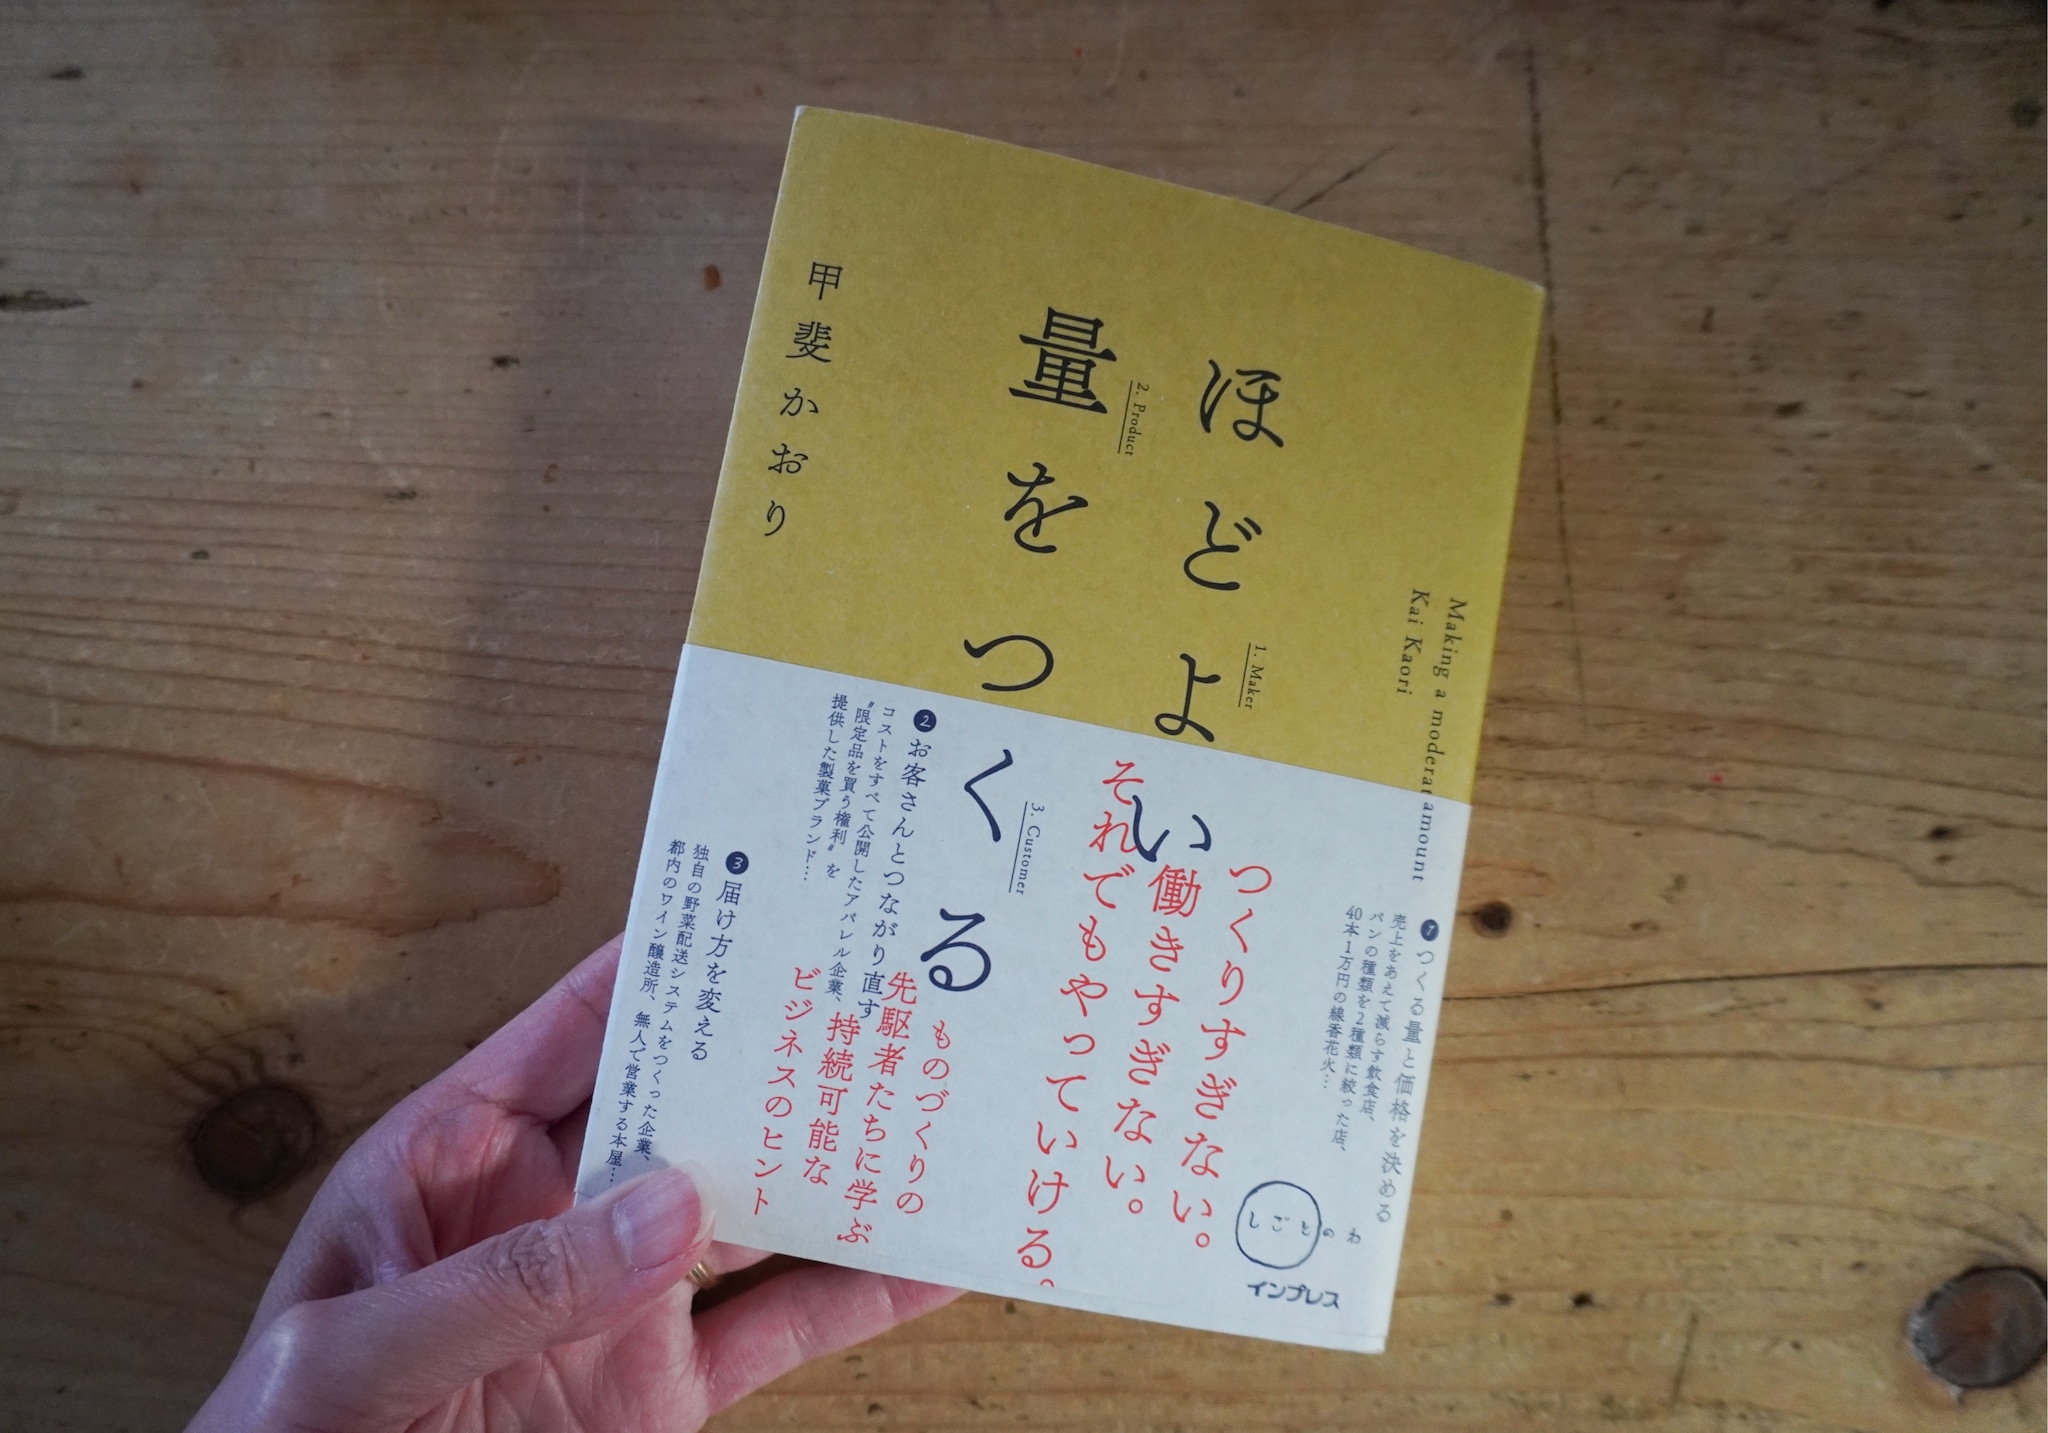 Making a moderat amount
Kai Kaori
ほどよい
量をつくる
1. Maker
2. Product
3. Customer
甲斐かおり
❶つくる量と価格を決める
売上をあえて減らす飲食店、
パンの種類を2種類に絞った店、
40本1万円の線香花火…
つくりすぎない。
働きすぎない。
それでもやっていける。
ものづくりの
先駆者たちに学ぶ
持続可能な
ビジネスのヒント
❷お客さんとつながり直す
コストをすべて公開したアパレル企業、
〝限定品を買う権利〟を
提供した製菓ブランド…
❸届け方を変える
独自の野菜配送システムをつくった企業、
都内のワイン醸造所、無人で営業する本屋…
しごとのわ
インプレス